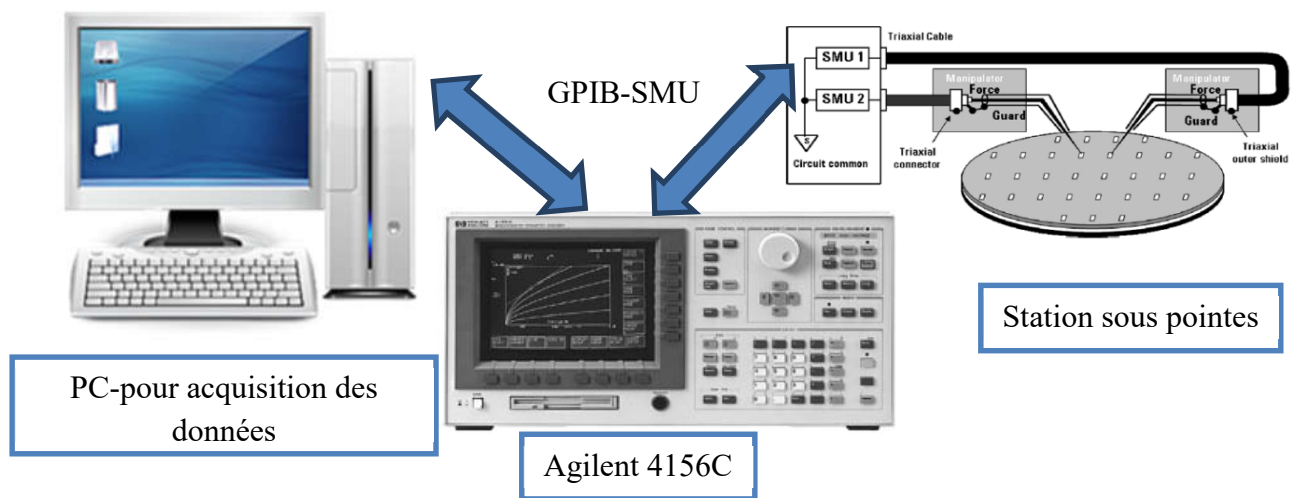 GPIB-SMU
Triaxial Cable
SMU 1
SMU 2
Circuit common
S
Manipulator
Force
Guard
Triaxial
connector
Manipulator
Force
Guard
Triaxial
outer shield
Station sous pointes
PC-pour acquisition des
données
Agilent 4156C